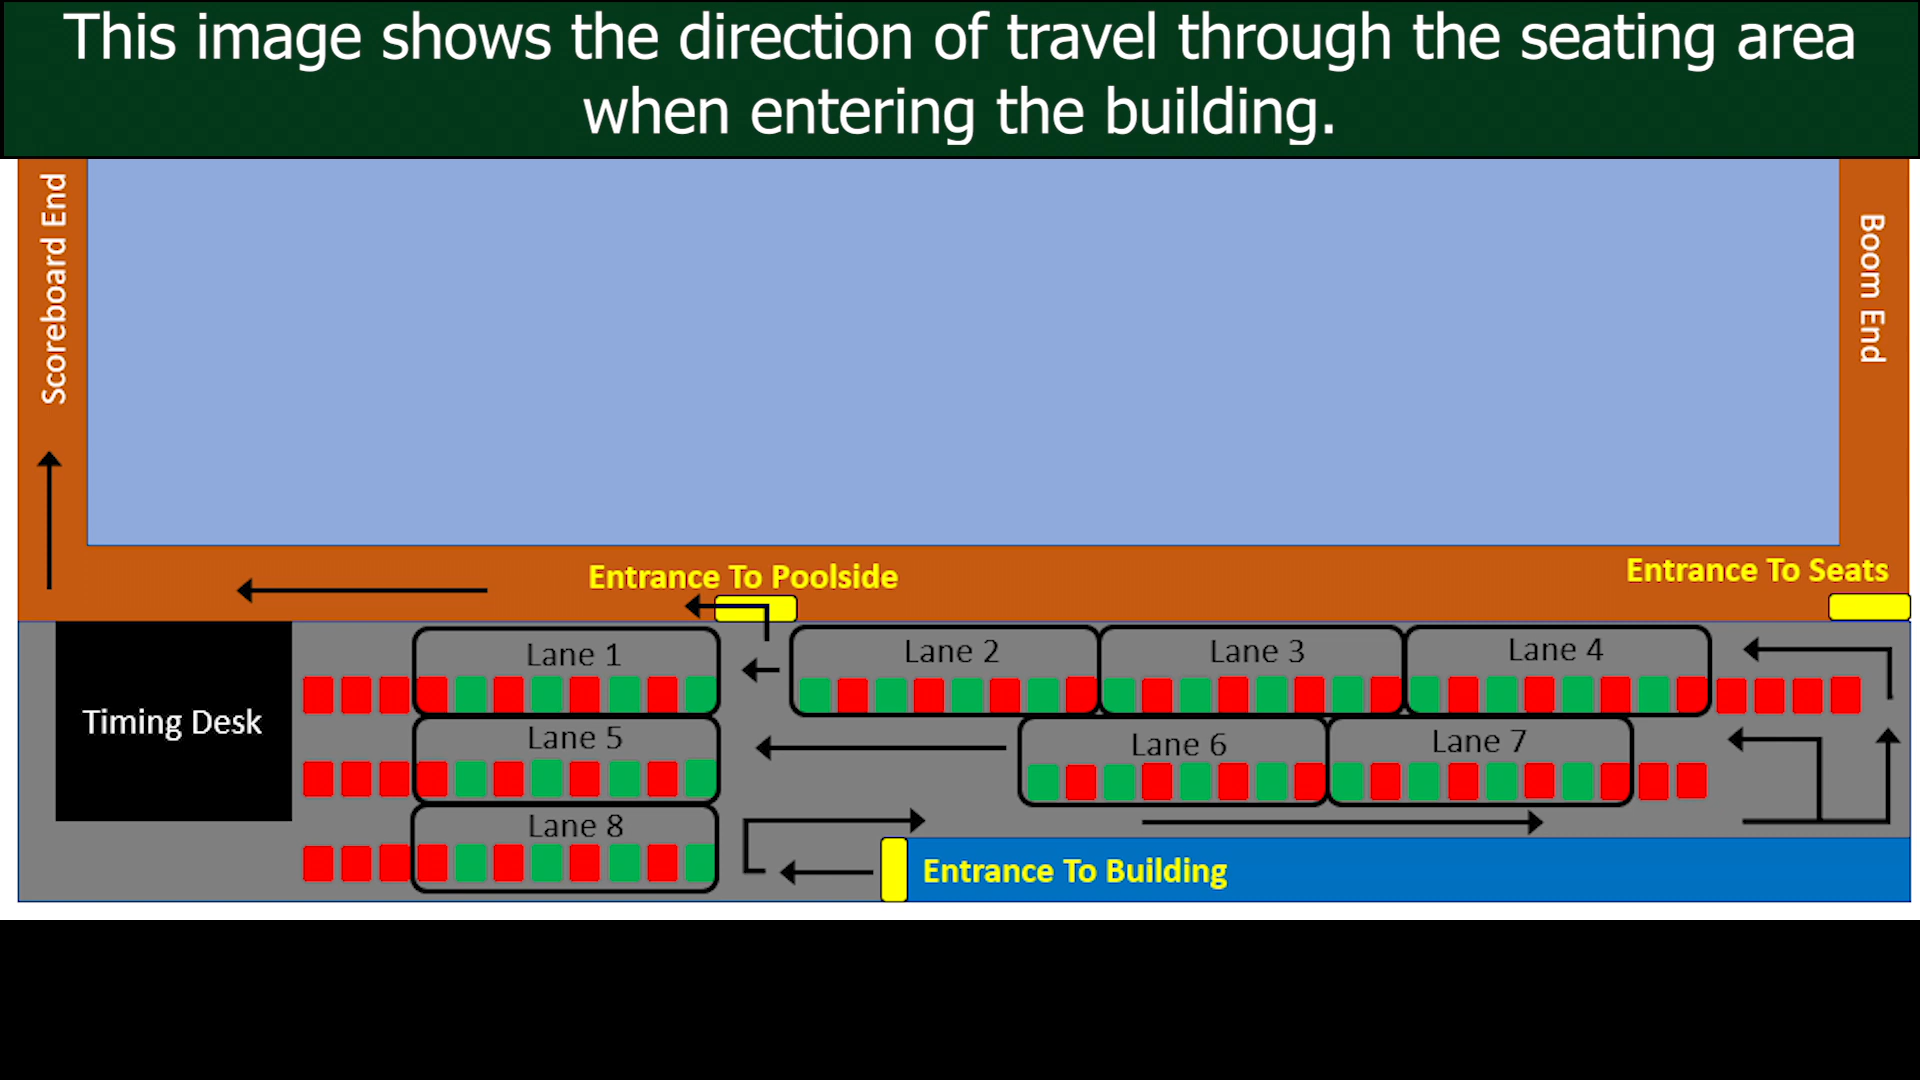 This image shows the direction of travel through the seating area
when entering the building.
Scoreboard End
Boom End
Entrance To Poolside
Entrance To Seats
Lane 1
Lane 2
Lane 3
Lane 4
Timing Desk
Lane 5
Lane 6
Lane 7
Lane 8
Entrance To Building